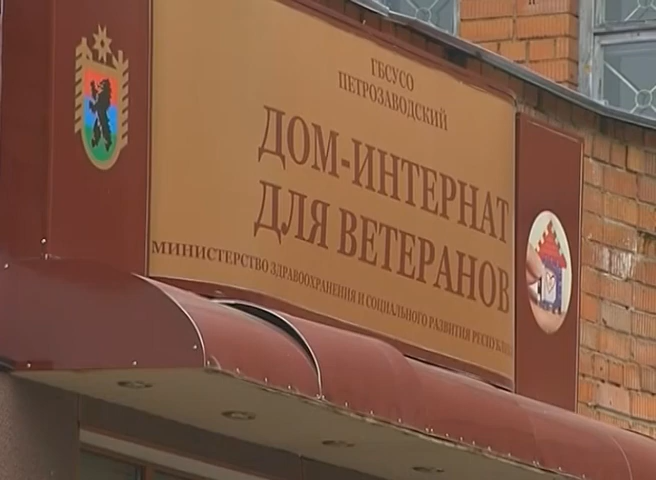 ГБСУСО
ПЕТРОЗАВОДСКИЙ
ДОМ-ИНТЕРНАТ
ДЛЯ ВЕТЕРАНОВ
МИНИСТЕРСТВО ЗДРАВООХРАНЕНИЯ И СОЦИАЛЬНОГО РАЗВИТИЯ